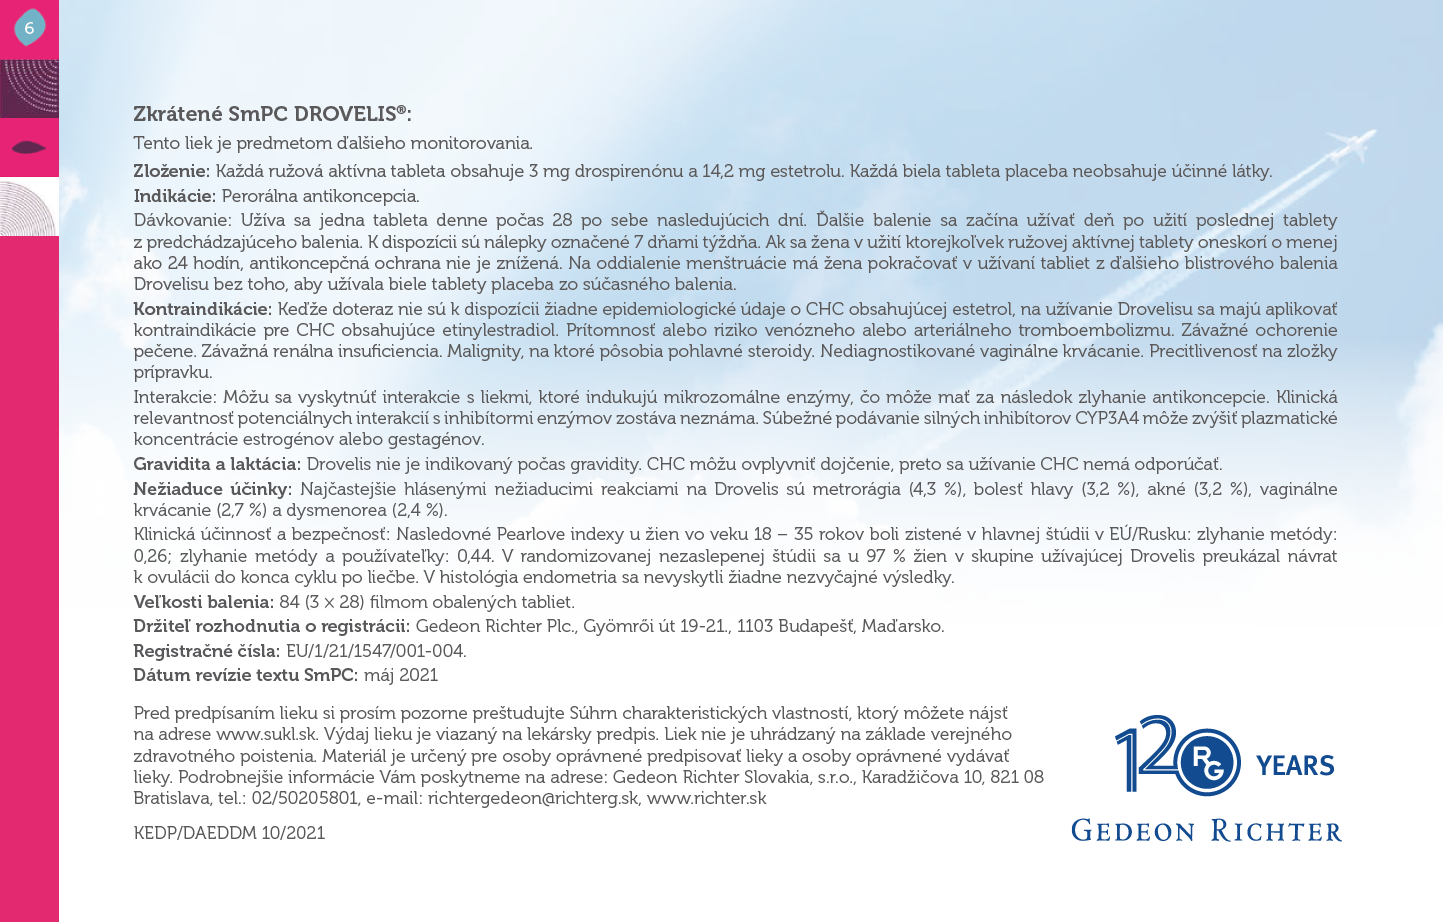 6
Zkrátené SmPC DROVELIS®:
Tento liek je predmetom ďalšieho monitorovania.
Zloženie: Každá ružová aktívna tableta obsahuje 3 mg drospirenónu a 14,2 mg estetrolu. Každá biela tableta placeba neobsahuje účinné látky.
Indikácie: Perorálna antikoncepcia.
Dávkovanie: Užíva sa jedna tableta denne počas 28 po sebe nasledujúcich dní. Ďalšie balenie sa začína užívať deň po užití poslednej tablety
z predchádzajúceho balenia. K dispozícii sú nálepky označené 7 dňami týždňa. Ak sa žena v užití ktorejkoľvek ružovej aktívnej tablety oneskorí o menej
ako 24 hodín, antikoncepčná ochrana nie je znížená. Na oddialenie menštruácie má žena pokračovať v užívaní tabliet z ďalšieho blistrového balenia
Drovelisu bez toho, aby užívala biele tablety placeba zo súčasného balenia.
Kontraindikácie: Keďže doteraz nie sú k dispozícii žiadne epidemiologické údaje o CHC obsahujúcej estetrol, na užívanie Drovelisu sa majú aplikovať
kontraindikácie pre CHC obsahujúce etinylestradiol. Prítomnosť alebo riziko venózneho alebo arteriálneho tromboembolizmu. Závažné ochorenie
pečene. Závažná renálna insuficiencia. Malignity, na ktoré pôsobia pohlavné steroidy. Nediagnostikované vaginálne krvácanie. Precitlivenosť na zložky
prípravku.
Interakcie: Môžu sa vyskytnúť interakcie s liekmi, ktoré indukujú mikrozomálne enzýmy, čo môže mať za následok zlyhanie antikoncepcie. Klinická
relevantnosť potenciálnych interakcií s inhibítormi enzýmov zostáva neznáma. Súbežné podávanie silných inhibítorov CYP3A4 môže zvýšiť plazmatické
koncentrácie estrogénov alebo gestagénov.
Gravidita a laktácia: Drovelis nie je indikovaný počas gravidity. CHC môžu ovplyvniť dojčenie, preto sa užívanie CHC nemá odporúčať.
Nežiaduce účinky: Najčastejšie hlásenými nežiaducimi reakciami na Drovelis sú metrorágia (4,3 %), bolesť hlavy (3,2 %), akné (3,2 %), vaginálne
krvácanie (2,7 %) a dysmenorea (2,4 %).
Klinická účinnosť a bezpečnosť: Nasledovné Pearlove indexy u žien vo veku 18 – 35 rokov boli zistené v hlavnej štúdii v EÚ/Rusku: zlyhanie metódy:
0,26; zlyhanie metódy a používateľky: 0,44. V randomizovanej nezaslepenej štúdii sa u 97 % žien v skupine užívajúcej Drovelis preukázal návrat
k ovulácii do konca cyklu po liečbe. V histológia endometria sa nevyskytli žiadne nezvyčajné výsledky.
Veľkosti balenia: 84 (3 × 28) filmom obalených tabliet.
Držiteľ rozhodnutia o registrácii: Gedeon Richter Plc., Gyömrői út 19-21., 1103 Budapešť, Maďarsko.
Registračné čísla: EU/1/21/1547/001-004.
Dátum revízie textu SmPC: máj 2021
Pred predpísaním lieku si prosím pozorne preštudujte Súhrn charakteristických vlastností, ktorý môžete nájsť
na adrese www.sukl.sk. Výdaj lieku je viazaný na lekársky predpis. Liek nie je uhrádzaný na základe verejného
zdravotného poistenia. Materiál je určený pre osoby oprávnené predpisovať lieky a osoby oprávnené vydávať
lieky. Podrobnejšie informácie Vám poskytneme na adrese: Gedeon Richter Slovakia, s.r.o., Karadžičova 10, 821 08
Bratislava, tel.: 02/50205801, e-mail: richtergedeon@richterg.sk, www.richter.sk
KEDP/DAEDDM 10/2021
120 RG YEARS
GEDEON RICHTER